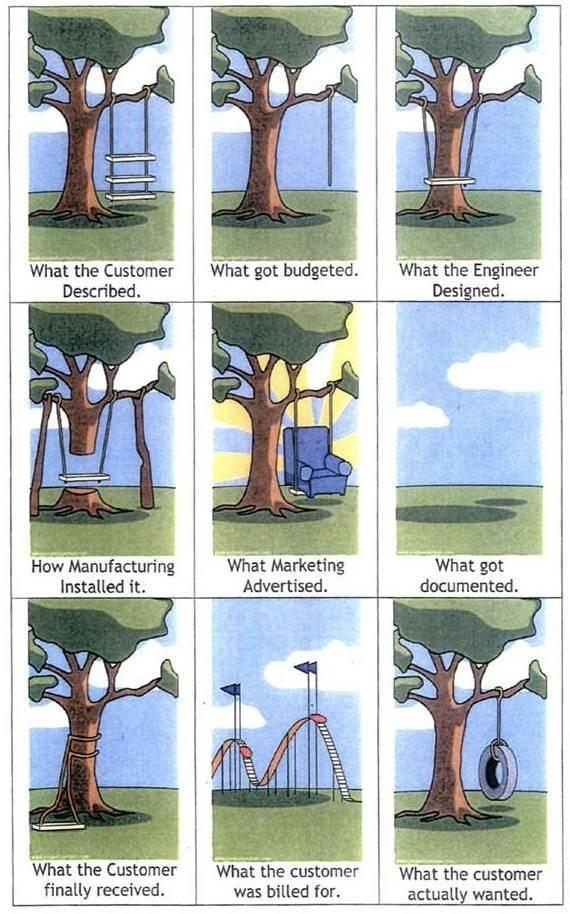 What the Customer
Described.
What got budgeted.
What the Engineer
Designed.
How Manufacturing
Installed it.
What Marketing
Advertised.
What got
documented.
What the Customer
finally received.
What the customer
was billed for.
What the customer
actually wanted.